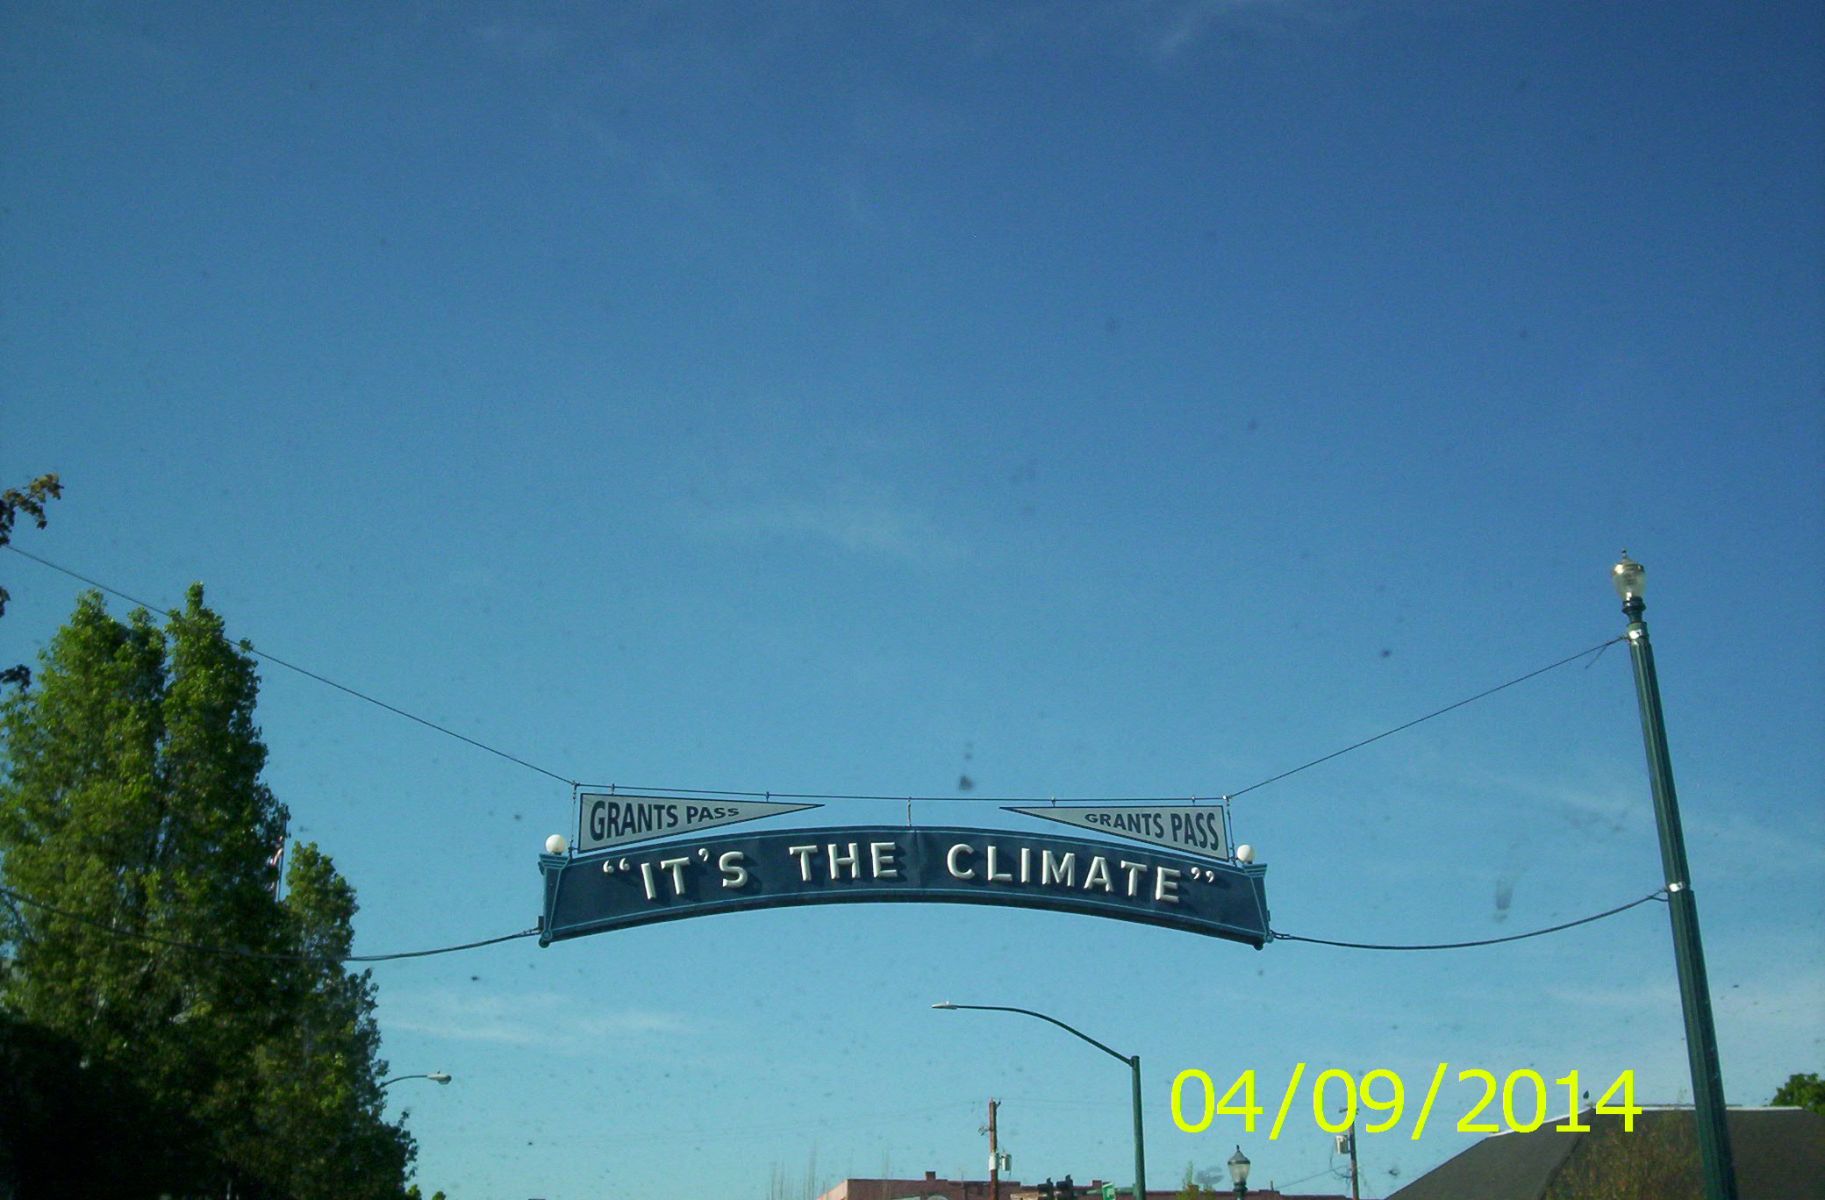 GRANTS PASS
GRANTS PASS
“IT’S THE CLIMATE”
04/09/2014